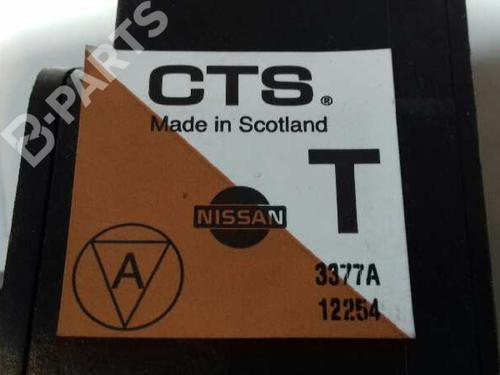 B-PARTS
CTS®
Made in Scotland
T
NISSAN
A
3377A
12254